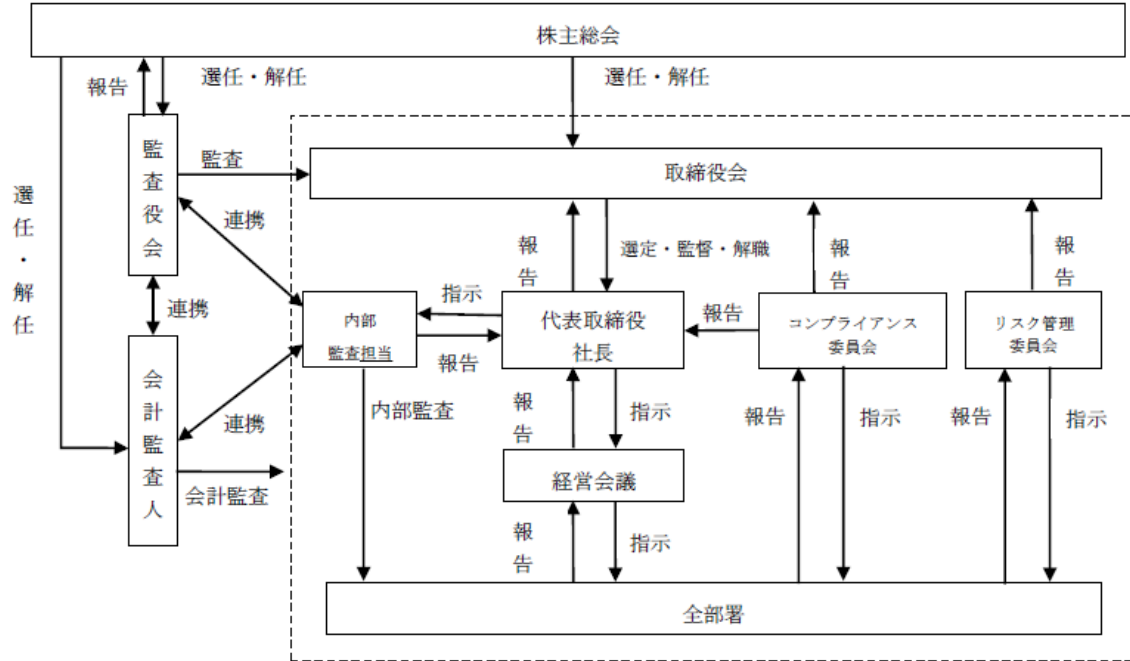 株主総会
報告
選任・解任
選任・解任
選任・解任
監査役会
監査
取締役会
連携
報告
選定・監督・解職
報告
報告
連携
指示
内部
監査担当
報告
代表取締役
社長
報告
コンプライアンス
委員会
リスク管理
委員会
会計監査人
連携
内部監査
報告
指示
報告
指示
報告
指示
会計監査
経営会議
報告
指示
全部署